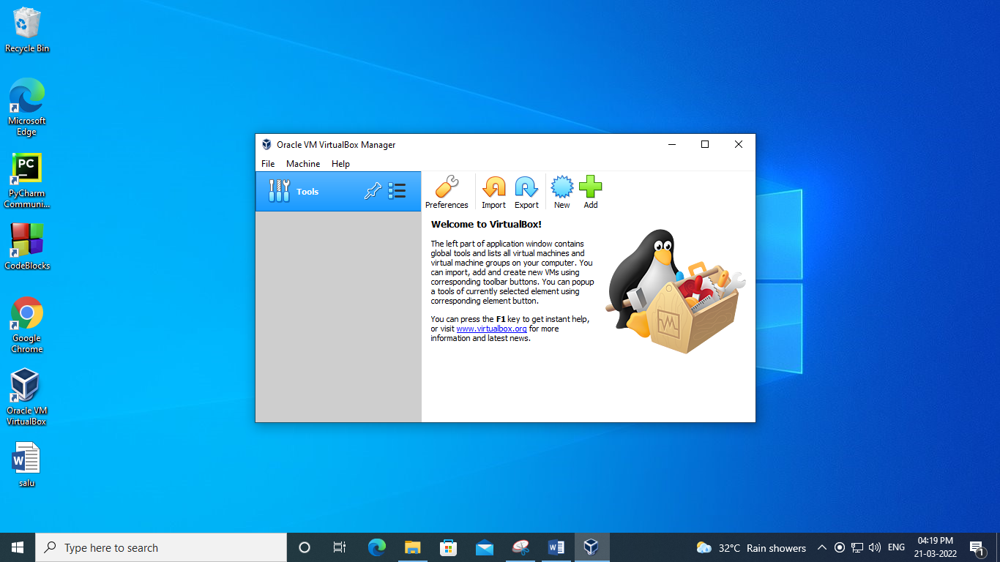 Recycle Bin
Microsoft
Edge
PC
PyCharm
Communi...
CodeBlocks
Google
Chrome
Oracle VM
VirtualBox
W
salu
Oracle VM VirtualBox Manager
File Machine Help
Tools
Preferences Import Export New Add
Welcome to VirtualBox!
The left part of application window contains
global tools and lists all virtual machines and
virtual machine groups on your computer. You
can import, add and create new VMs using
corresponding toolbar buttons. You can popup
a tools of currently selected element using
corresponding element button.
You can press the F1 key to get instant help,
or visit www.virtualbox.org for more
information and latest news.
Type here to search
W
32°C Rain showers
ENG
04:19 PM
21-03-2022
1